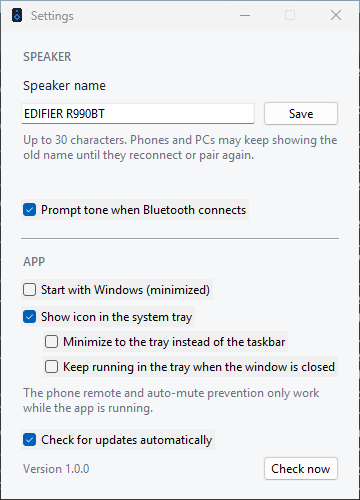 Settings
SPEAKER
Speaker name
EDIFIER R990BT
Save
Up to 30 characters. Phones and PCs may keep showing the
old name until they reconnect or pair again.
Prompt tone when Bluetooth connects
APP
Start with Windows (minimized)
Show icon in the system tray
Minimize to the tray instead of the taskbar
Keep running in the tray when the window is closed
The phone remote and auto-mute prevention only work
while the app is running.
Check for updates automatically
Version 1.0.0
Check now